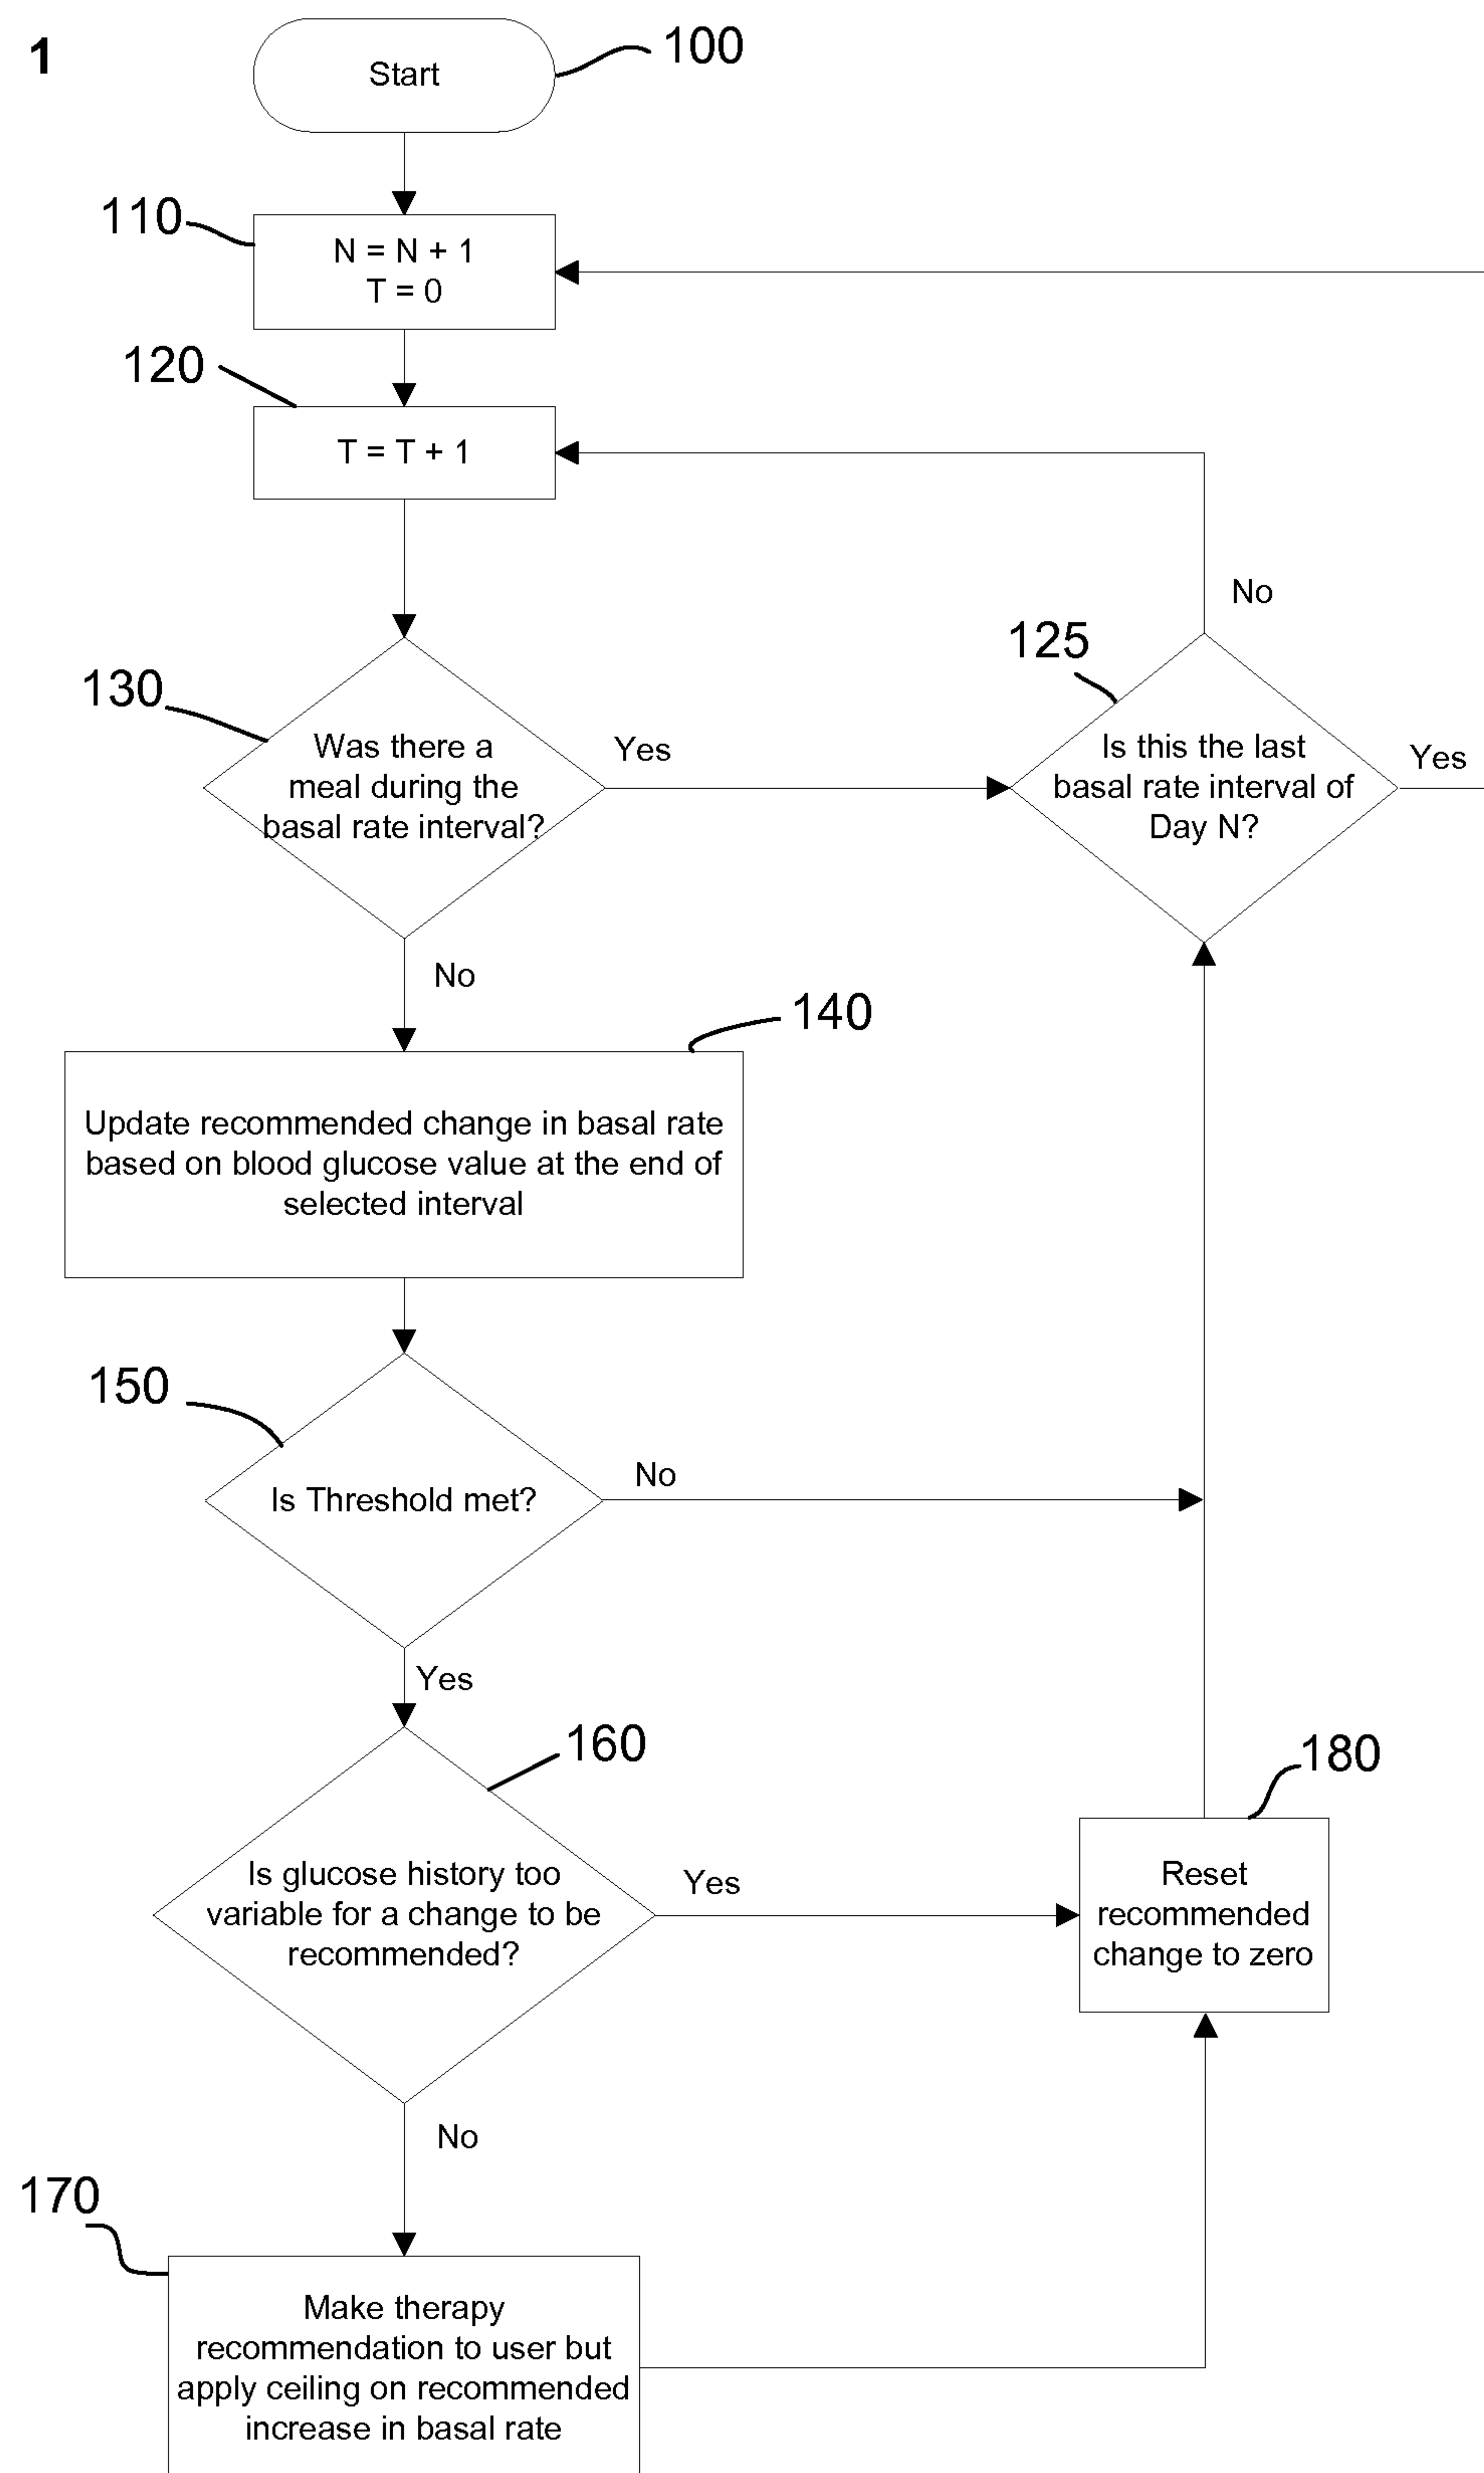 1
Start
100
110
N = N + 1
T = 0
120
T = T + 1
No
125
130
Was there a
meal during the
basal rate interval?
Yes
Is this the last
basal rate interval of
Day N?
Yes
No
140
Update recommended change in basal rate
based on blood glucose value at the end of
selected interval
150
Is Threshold met?
No
Yes
160
180
Is glucose history too
variable for a change to be
recommended?
Yes
Reset
recommended
change to zero
No
170
Make therapy
recommendation to user but
apply ceiling on recommended
increase in basal rate